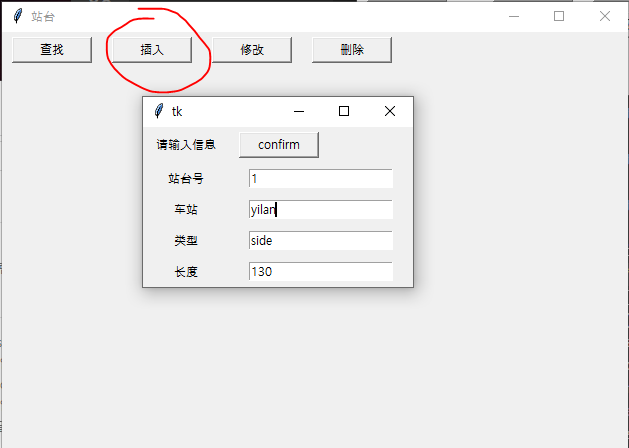 站台
查找 插入 修改 删除
tk
请输入信息 confirm
站台号 1
车站 yilan
类型 side
长度 130